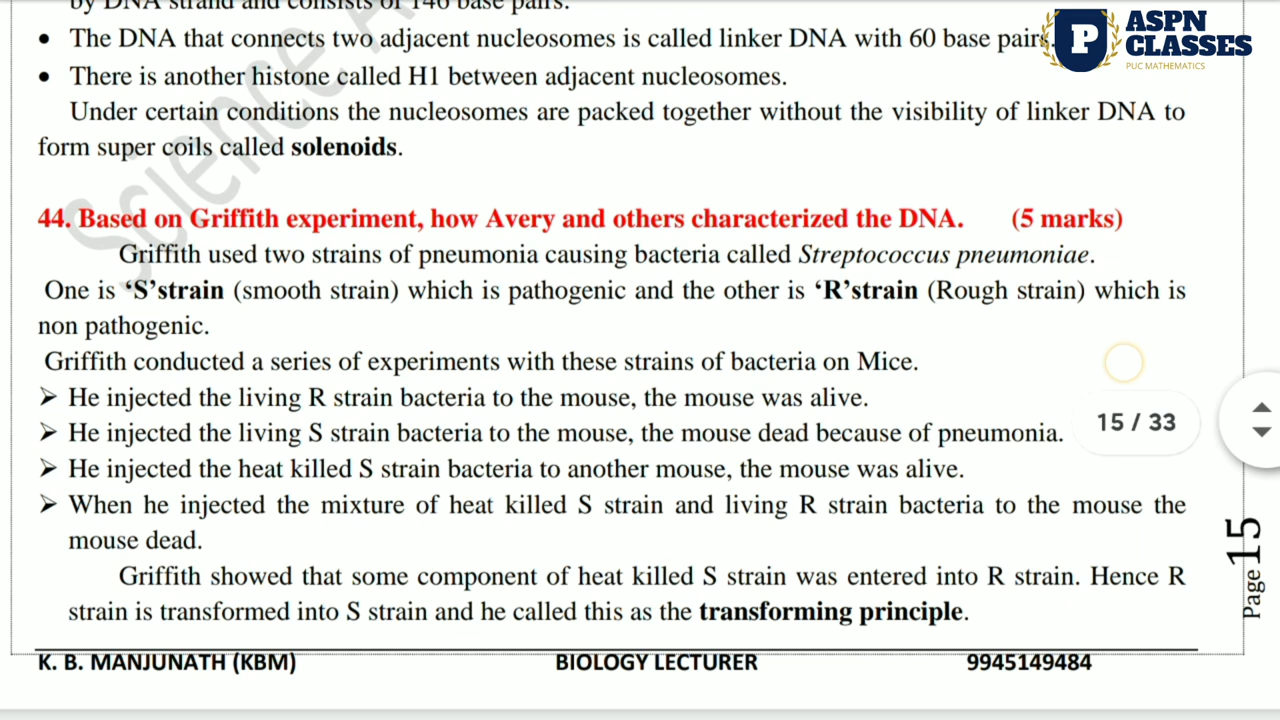 by DNA strand and consists of 146 base pairs.
• The DNA that connects two adjacent nucleosomes is called linker DNA with 60 base pairs.
• There is another histone called H1 between adjacent nucleosomes.
Under certain conditions the nucleosomes are packed together without the visibility of linker DNA to
form super coils called solenoids.
44. Based on Griffith experiment, how Avery and others characterized the DNA. (5 marks)
Griffith used two strains of pneumonia causing bacteria called Streptococcus pneumoniae.
One is ‘S’strain (smooth strain) which is pathogenic and the other is ‘R’strain (Rough strain) which is
non pathogenic.
Griffith conducted a series of experiments with these strains of bacteria on Mice.
➤ He injected the living R strain bacteria to the mouse, the mouse was alive.
➤ He injected the living S strain bacteria to the mouse, the mouse dead because of pneumonia.
➤ He injected the heat killed S strain bacteria to another mouse, the mouse was alive.
➤ When he injected the mixture of heat killed S strain and living R strain bacteria to the mouse the
mouse dead.
Griffith showed that some component of heat killed S strain was entered into R strain. Hence R
strain is transformed into S strain and he called this as the transforming principle.
K. B. MANJUNATH (KBM) BIOLOGY LECTURER 9945149484
Page 15
15 / 33
P
ASPN
CLASSES
PUC MATHEMATICS
Science